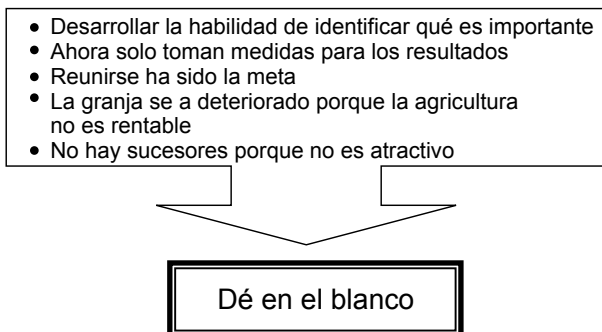 • Desarrollar la habilidad de identificar qué es importante
• Ahora solo toman medidas para los resultados
• Reunirse ha sido la meta
• La granja se a deteriorado porque la agricultura
no es rentable
• No hay sucesores porque no es atractivo
Dé en el blanco